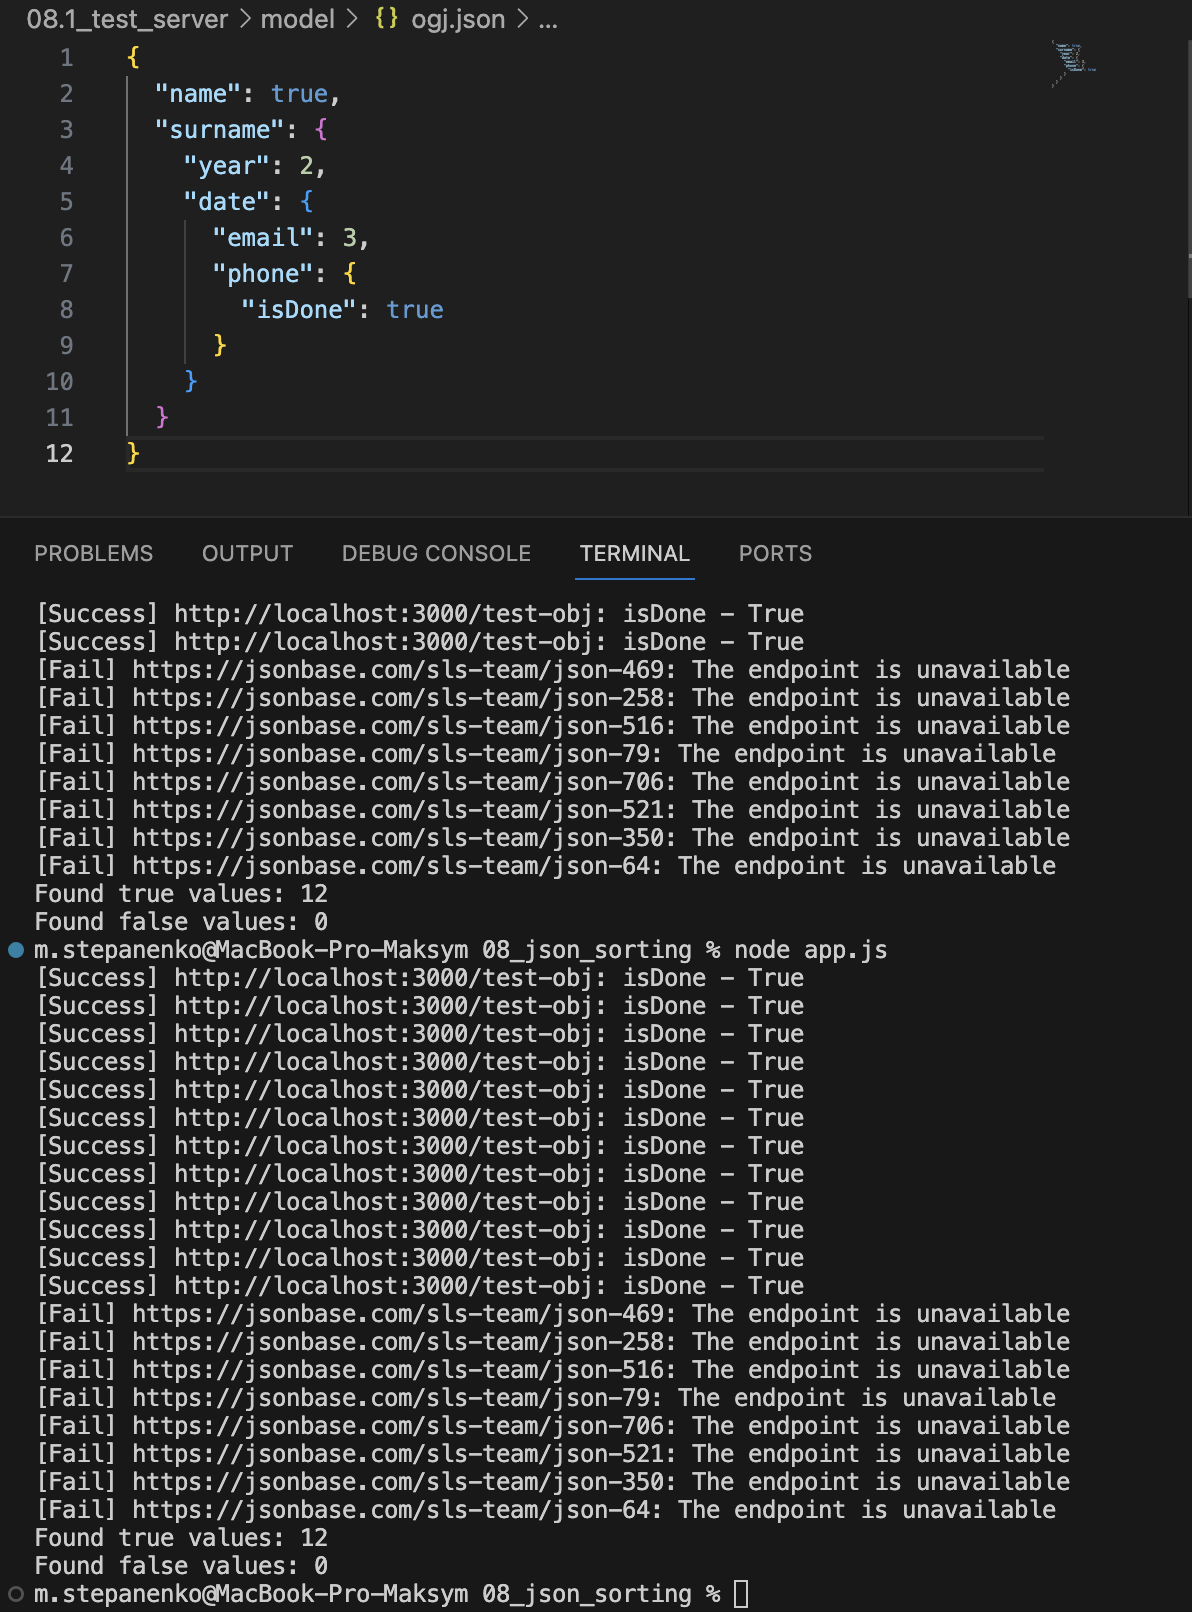 08.1_test_server > model > {} ogj.json > ...
1 {
2 "name": true,
3 "surname": {
4 "year": 2,
5 "date": {
6 "email": 3,
7 "phone": {
8 "isDone": true
9 }
10 }
11 }
12 }
PROBLEMS OUTPUT DEBUG CONSOLE TERMINAL PORTS
[Success] http://localhost:3000/test-obj: isDone - True
[Success] http://localhost:3000/test-obj: isDone - True
[Fail] https://jsonbase.com/sls-team/json-469: The endpoint is unavailable
[Fail] https://jsonbase.com/sls-team/json-258: The endpoint is unavailable
[Fail] https://jsonbase.com/sls-team/json-516: The endpoint is unavailable
[Fail] https://jsonbase.com/sls-team/json-79: The endpoint is unavailable
[Fail] https://jsonbase.com/sls-team/json-706: The endpoint is unavailable
[Fail] https://jsonbase.com/sls-team/json-521: The endpoint is unavailable
[Fail] https://jsonbase.com/sls-team/json-350: The endpoint is unavailable
[Fail] https://jsonbase.com/sls-team/json-64: The endpoint is unavailable
Found true values: 12
Found false values: 0
m.stepanenko@MacBook-Pro-Maksym 08_json_sorting % node app.js
[Success] http://localhost:3000/test-obj: isDone - True
[Success] http://localhost:3000/test-obj: isDone - True
[Success] http://localhost:3000/test-obj: isDone - True
[Success] http://localhost:3000/test-obj: isDone - True
[Success] http://localhost:3000/test-obj: isDone - True
[Success] http://localhost:3000/test-obj: isDone - True
[Success] http://localhost:3000/test-obj: isDone - True
[Success] http://localhost:3000/test-obj: isDone - True
[Success] http://localhost:3000/test-obj: isDone - True
[Success] http://localhost:3000/test-obj: isDone - True
[Success] http://localhost:3000/test-obj: isDone - True
[Success] http://localhost:3000/test-obj: isDone - True
[Fail] https://jsonbase.com/sls-team/json-469: The endpoint is unavailable
[Fail] https://jsonbase.com/sls-team/json-258: The endpoint is unavailable
[Fail] https://jsonbase.com/sls-team/json-516: The endpoint is unavailable
[Fail] https://jsonbase.com/sls-team/json-79: The endpoint is unavailable
[Fail] https://jsonbase.com/sls-team/json-706: The endpoint is unavailable
[Fail] https://jsonbase.com/sls-team/json-521: The endpoint is unavailable
[Fail] https://jsonbase.com/sls-team/json-350: The endpoint is unavailable
[Fail] https://jsonbase.com/sls-team/json-64: The endpoint is unavailable
Found true values: 12
Found false values: 0
m.stepanenko@MacBook-Pro-Maksym 08_json_sorting %